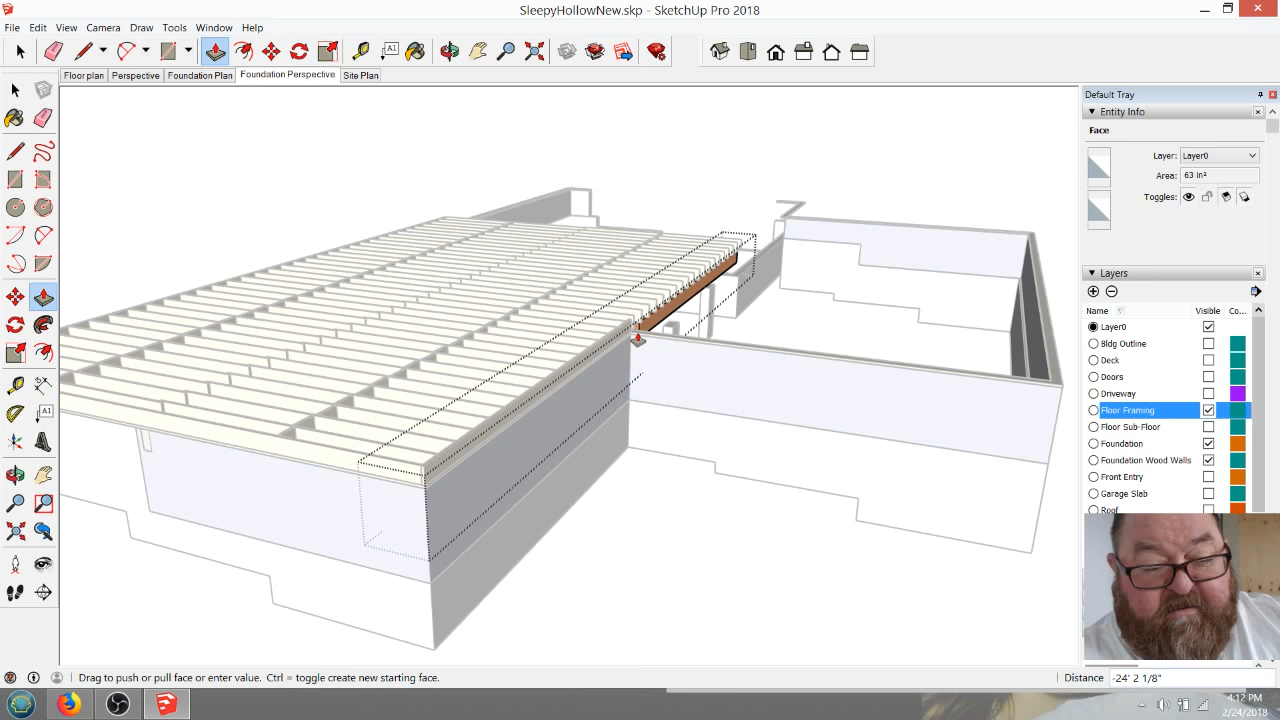 SleepyHollowNew.skp - SketchUp Pro 2018
File Edit View Camera Draw Tools Window Help
AI
Floor plan Perspective Foundation Plan Foundation Perspective Site Plan
Default Tray
Entity Info
Face
Layer: Layer0
Area: 63 in²
Toggles:
AI
Layers
Name Visible Co...
Layer0
Bldg Outline
Deck
Doors
Driveway
Floor Framing
Floor Sub-Floor
Foundation
Foundation Wood Walls
Front Entry
Garage Slab
Roof
Drag to push or pull face or enter value. Ctrl = toggle create new starting face.
Distance -24' 2 1/8"
4:12 PM
2/24/2018